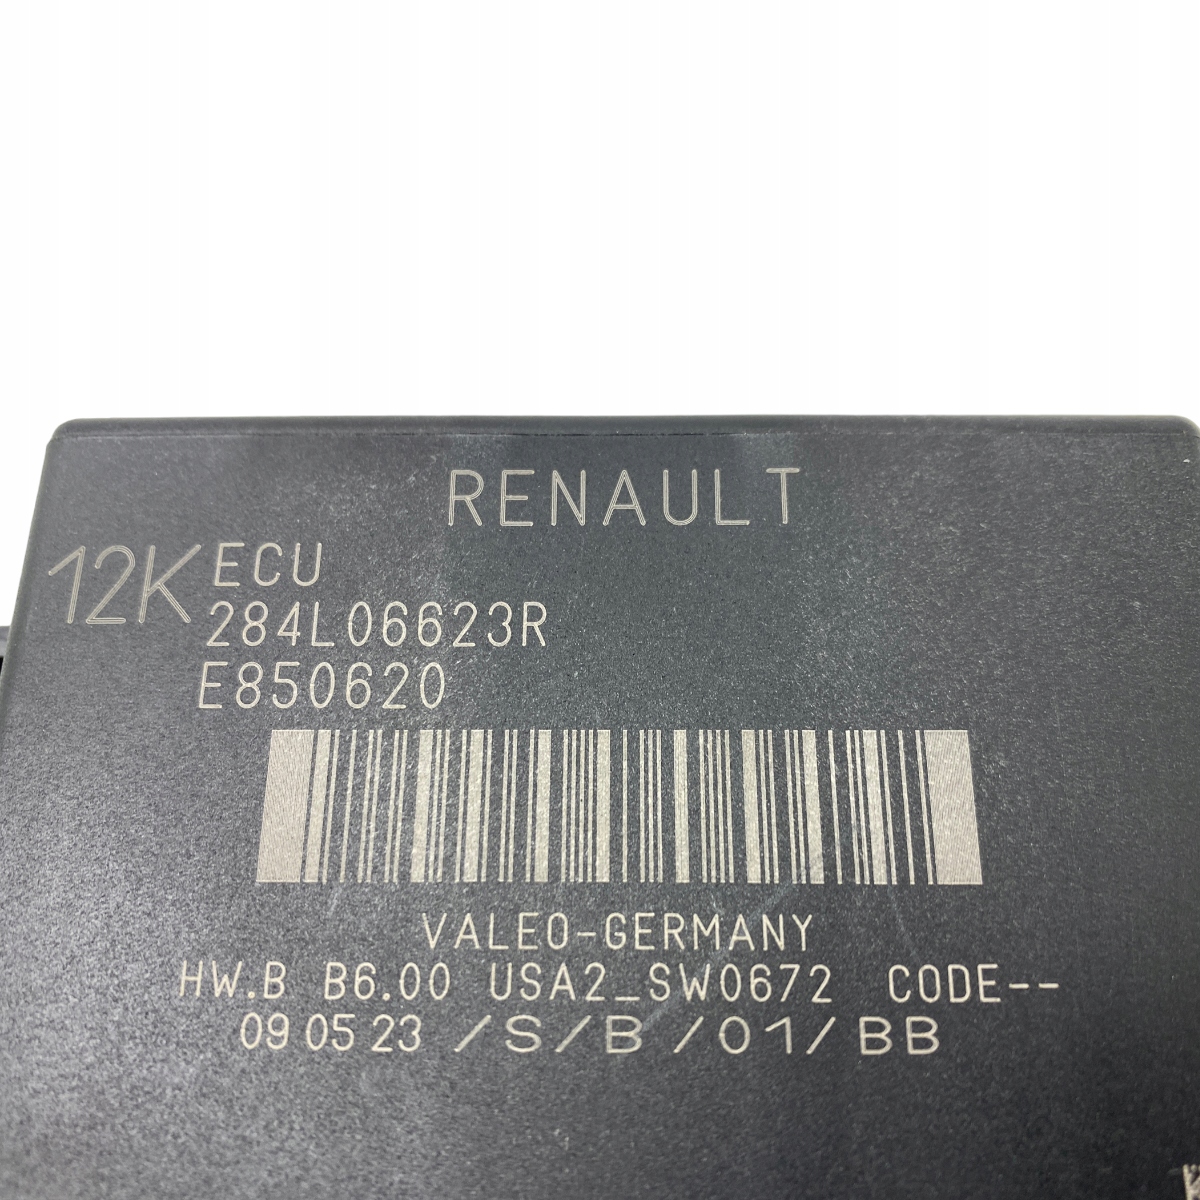 RENAULT
12K ECU
284L06623R
E850620
VALEO-GERMANY
HW.B B6.00 USA2_SW0672 CODE--
09 05 23 /S/B/01/BB